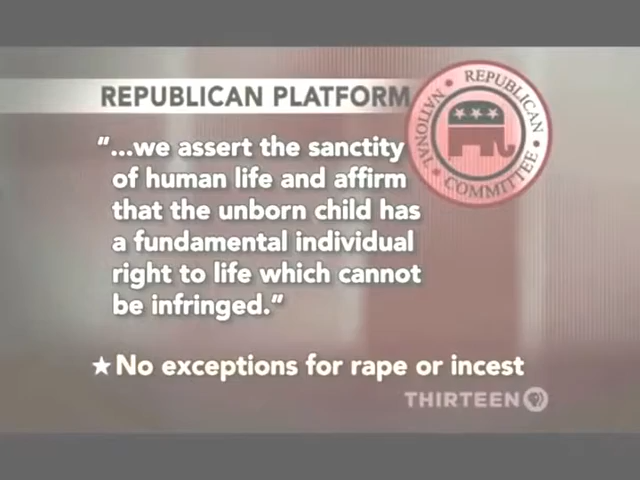 REPUBLICAN PLATFORM
REPUBLICAN
NATIONAL
COMMITTEE
"...we assert the sanctity
of human life and affirm
that the unborn child has
a fundamental individual
right to life which cannot
be infringed."
★ No exceptions for rape or incest
THIRTEEN PBS